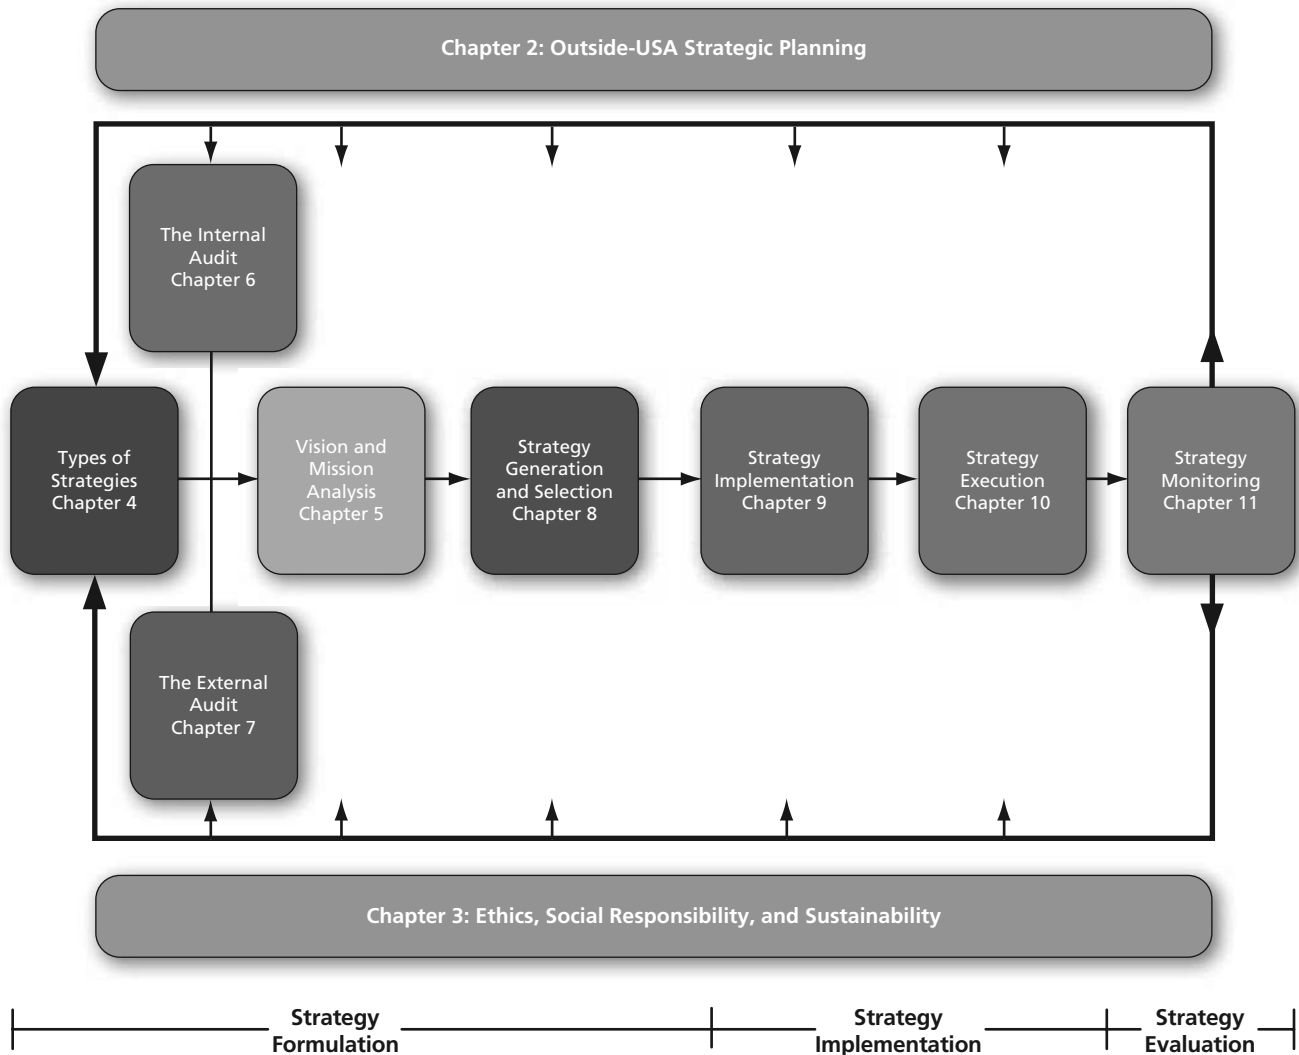 Chapter 2: Outside-USA Strategic Planning
The Internal
Audit
Chapter 6
Types of
Strategies
Chapter 4
Vision and
Mission
Analysis
Chapter 5
Strategy
Generation
and Selection
Chapter 8
Strategy
Implementation
Chapter 9
Strategy
Execution
Chapter 10
Strategy
Monitoring
Chapter 11
The External
Audit
Chapter 7
Chapter 3: Ethics, Social Responsibility, and Sustainability
Strategy
Formulation
Strategy
Implementation
Strategy
Evaluation